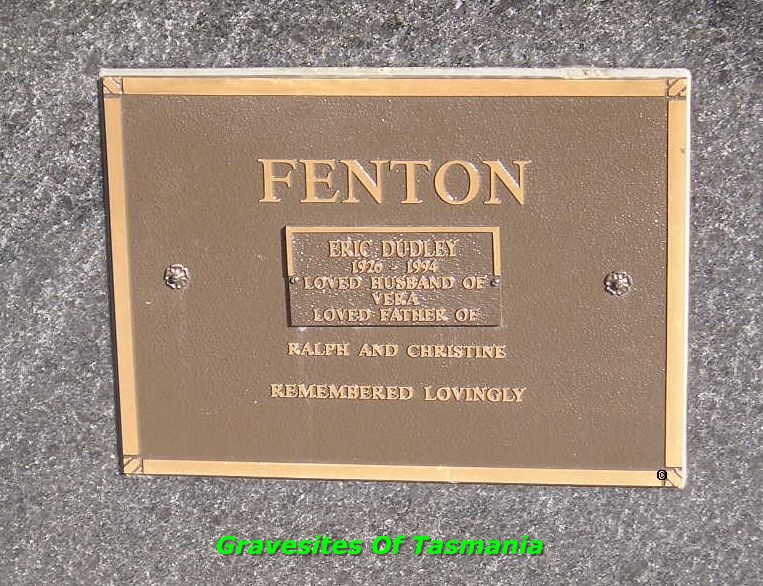 FENTON
ERIC DUDLEY
1926 - 1994
LOVED HUSBAND OF
VERA
LOVED FATHER OF
RALPH AND CHRISTINE
REMEMBERED LOVINGLY
©
Gravesites Of Tasmania